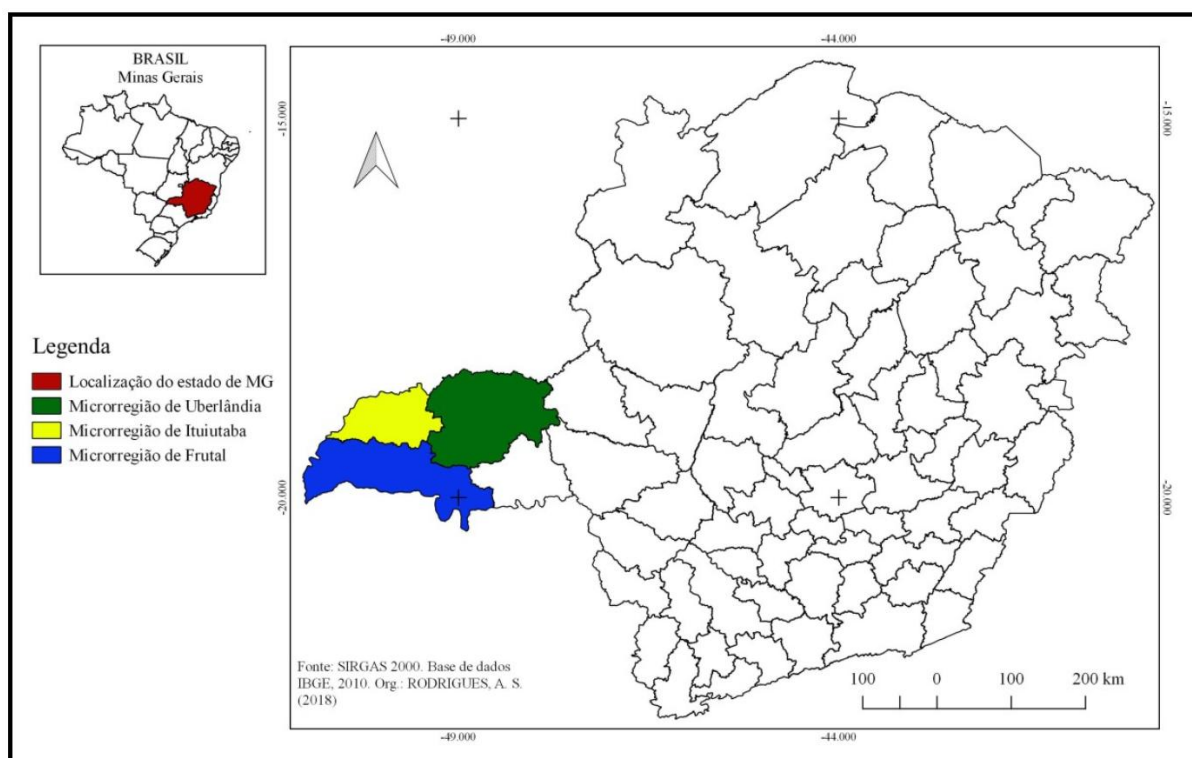 BRASIL
Minas Gerais
-49.000
-44.000
-15.000
-15.000
Legenda
Localização do estado de MG
Microrregião de Uberlândia
Microrregião de Ituiutaba
Microrregião de Frutal
-20.000
-20.000
Fonte: SIRGAS 2000. Base de dados
IBGE, 2010. Org.: RODRIGUES, A. S.
(2018)
100 0 100 200 km
-49.000
-44.000